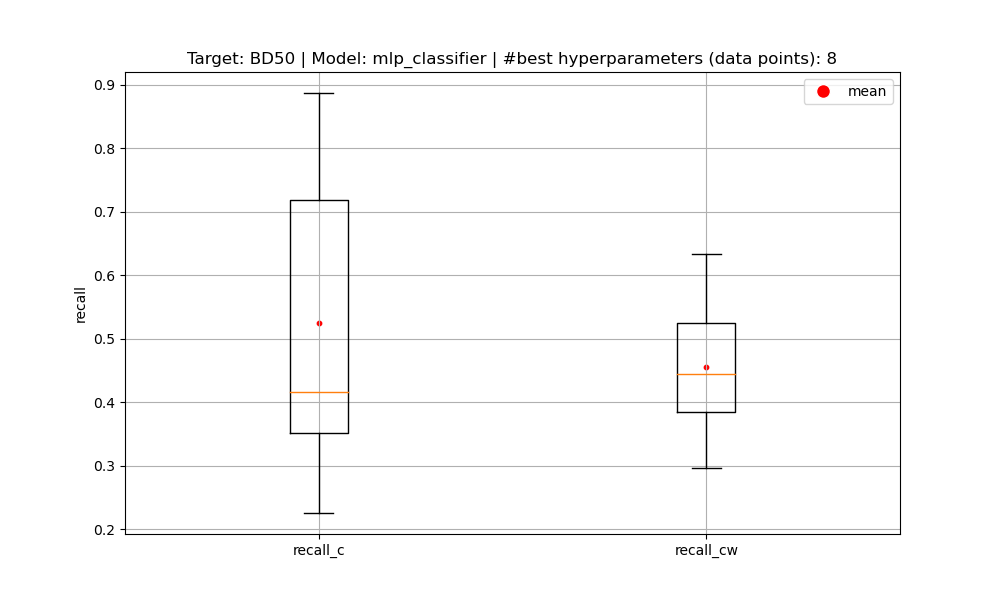 Target: BD50 | Model: mlp_classifier | #best hyperparameters (data points): 8
mean
0.9
0.8
0.7
0.6
0.5
0.4
0.3
0.2
recall
recall_c
recall_cw